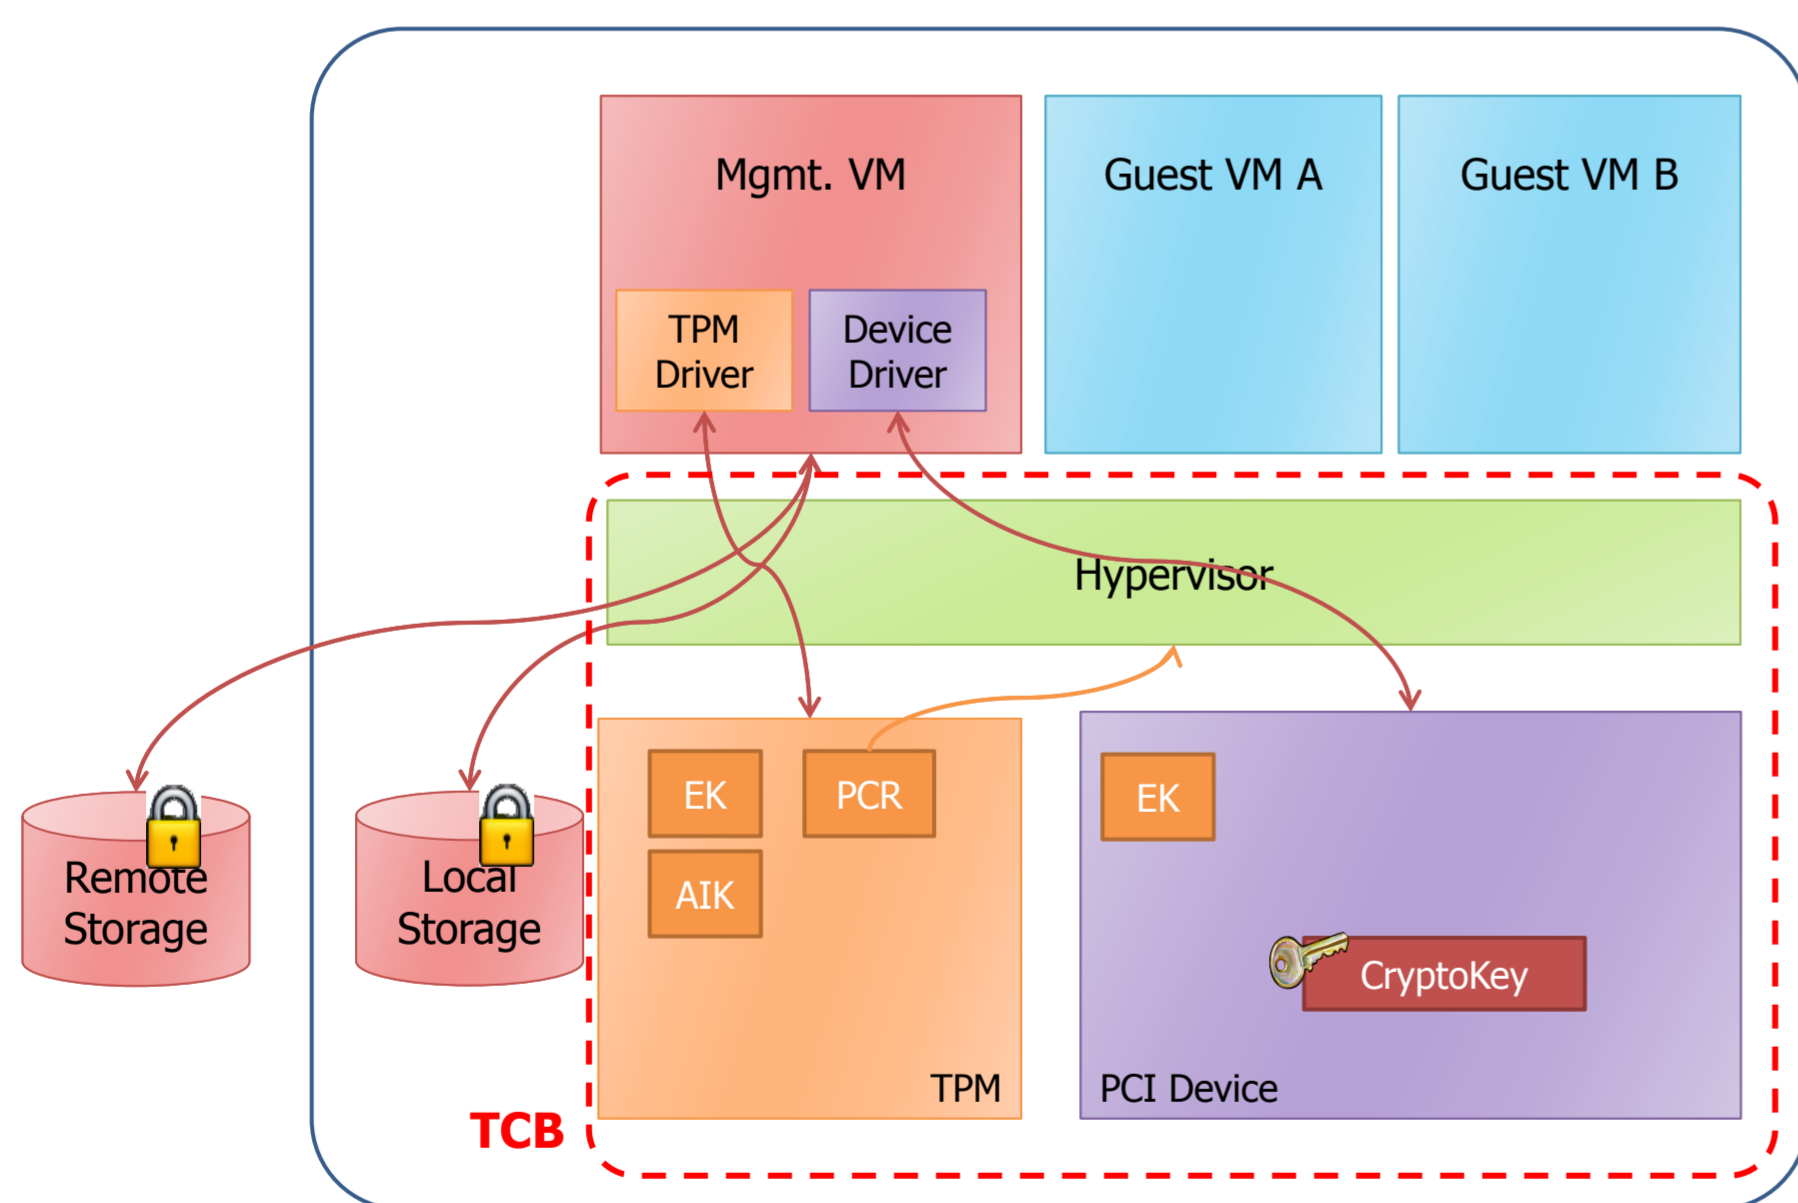 Mgmt. VM
Guest VM A
Guest VM B
TPM
Driver
Device
Driver
Hypervisor
Remote
Storage
Local
Storage
EK
PCR
AIK
TPM
EK
CryptoKey
PCI Device
TCB